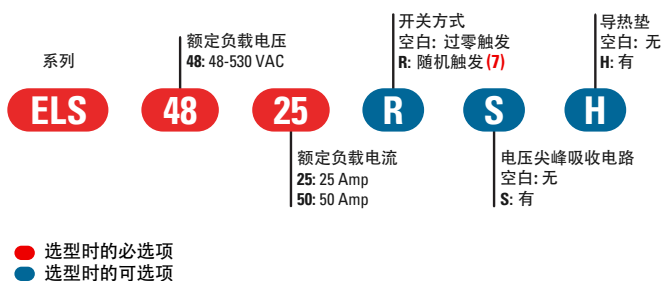 系列
额定负载电压
48: 48-530 VAC
开关方式
空白: 过零触发
R: 随机触发(7)
导热垫
空白: 无
H: 有
ELS 48 25 R S H
额定负载电流
25: 25 Amp
50: 50 Amp
电压尖峰吸收电路
空白: 无
S: 有
选型时的必选项
选型时的可选项